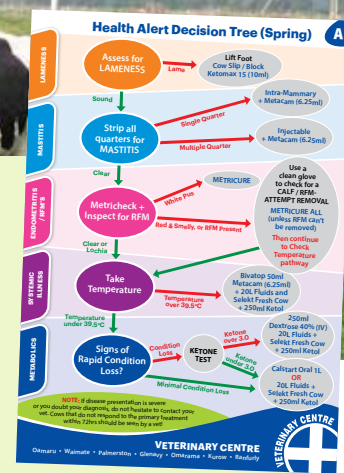 Health Alert Decision Tree (Spring)
A
LAMENESS
Assess for
LAMENESS
Lame
Lift Foot
Cow Slip / Block
Ketomax 15 (10ml)
Sound
MASTITIS
Strip all
quarters for
MASTITIS
Single Quarter
Intra-Mammary
+ Metacam (6.25ml)
Multiple Quarter
Injectable
+ Metacam (6.25ml)
Clear
ENDOMETRITIS
/ RFM'S
Metricheck +
Inspect for RFM
White Pus
METRICURE
Red & Smelly, or RFM Present
Use a
clean glove
to check for a
CALF / RFM-
ATTEMPT REMOVAL
METRICURE ALL
(unless RFM can't
be removed)
Then continue
to Check
Temperature
pathway
Clear or
Lochia
SYSTEMIC
ILLNESS
Take
Temperature
Temperature
over 39.5°C
Bivatop 50ml
Metacam (6.25ml)
+ 20L Fluids and
Selekt Fresh Cow
+ 250ml Ketol
Temperature
under 39.5°C
METABOLICS
Signs of
Rapid Condition
Loss?
Condition
Loss
KETONE
TEST
Ketone
over 3.0
250ml
Dextrose 40% (IV)
20L Fluids +
Selekt Fresh Cow
+ 250ml Ketol
Ketone
under 3.0
Minimal Condition Loss
Calstart Oral 1L
OR
20L Fluids +
Selekt Fresh Cow
+ 250ml Ketol
NOTE: If disease presentation is severe
or you doubt your diagnosis, do not hesitate to contact your
vet. Cows that do not respond to the primary treatment
within 72hrs should be seen by a vet!
VETERINARY CENTRE
Oamaru • Waimate • Palmerston • Glenavy • Omarama • Kurow • Ranfurly
VETERINARY CENTRE